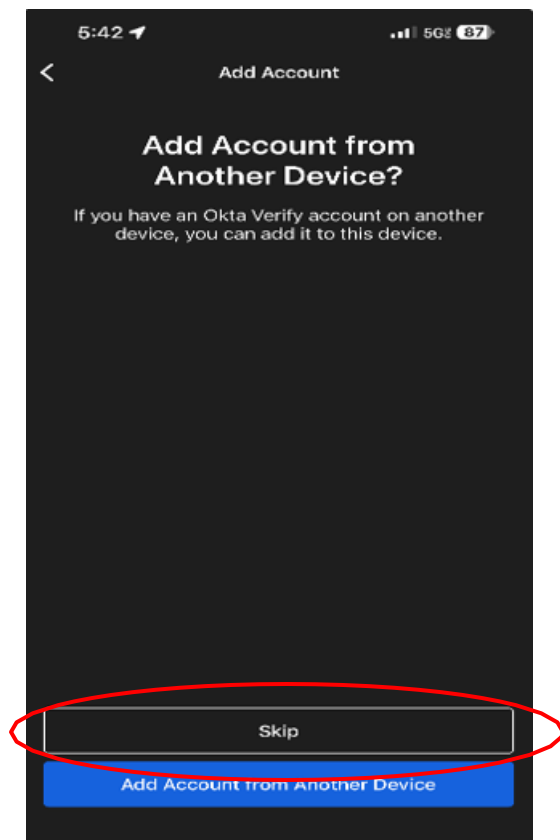 5:42 5G 87
Add Account
Add Account from
Another Device?
If you have an Okta Verify account on another
device, you can add it to this device.
Skip
Add Account from Another Device